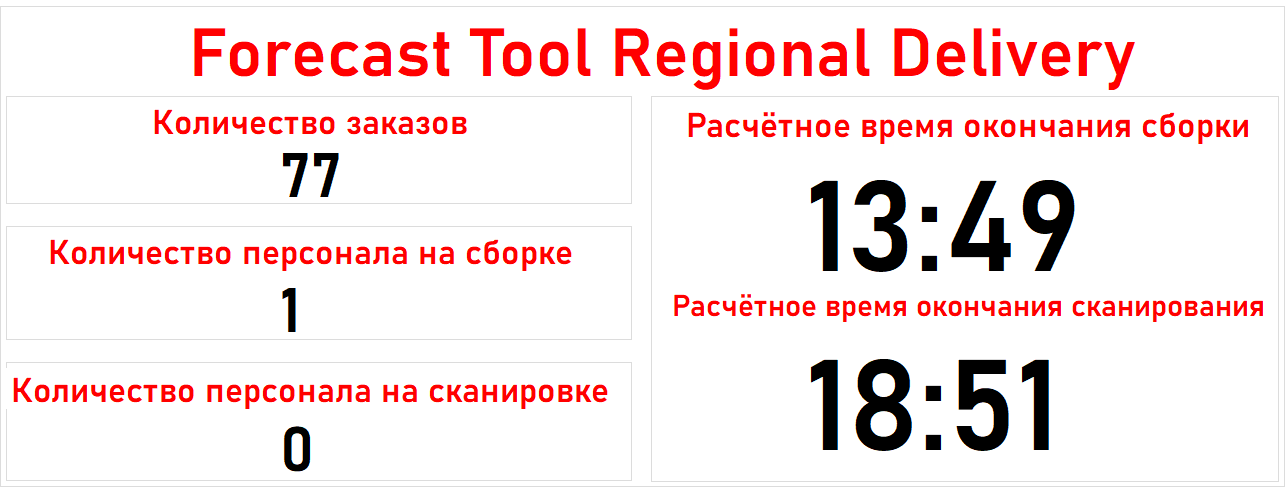 Forecast Tool Regional Delivery
Количество заказов
77
Количество персонала на сборке
1
Количество персонала на сканировке
0
Расчётное время окончания сборки
13:49
Расчётное время окончания сканирования
18:51